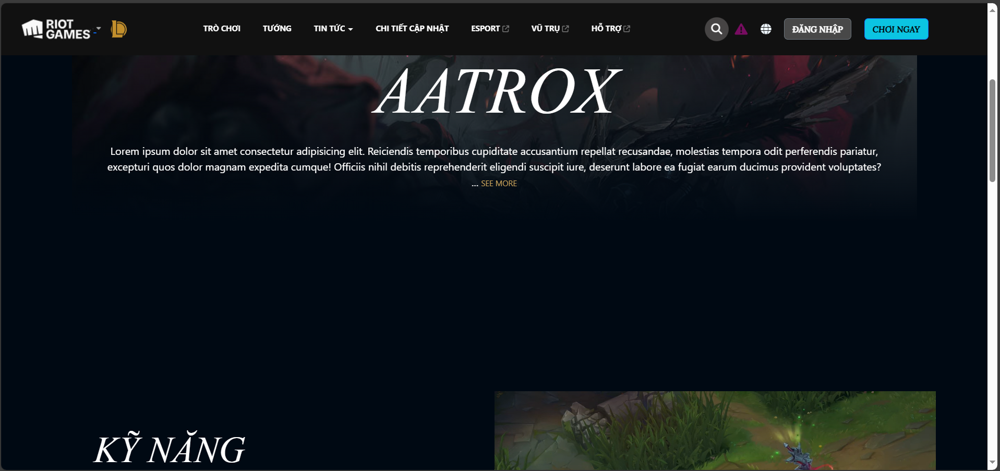 RIOT GAMES
TRÒ CHƠI
TƯỚNG
TIN TỨC
CHI TIẾT CẬP NHẬT
ESPORT
VŨ TRỤ
HỖ TRỢ
ĐĂNG NHẬP
CHƠI NGAY
AATROX
Lorem ipsum dolor sit amet consectetur adipisicing elit. Reiciendis temporibus cupiditate accusantium repellat recusandae, molestias tempora odit perferendis pariatur,
excepturi quos dolor magnam expedita cumque! Officiis nihil debitis reprehenderit eligendi suscipit iure, deserunt labore ea fugiat earum ducimus provident voluptates?
... SEE MORE
KỸ NĂNG